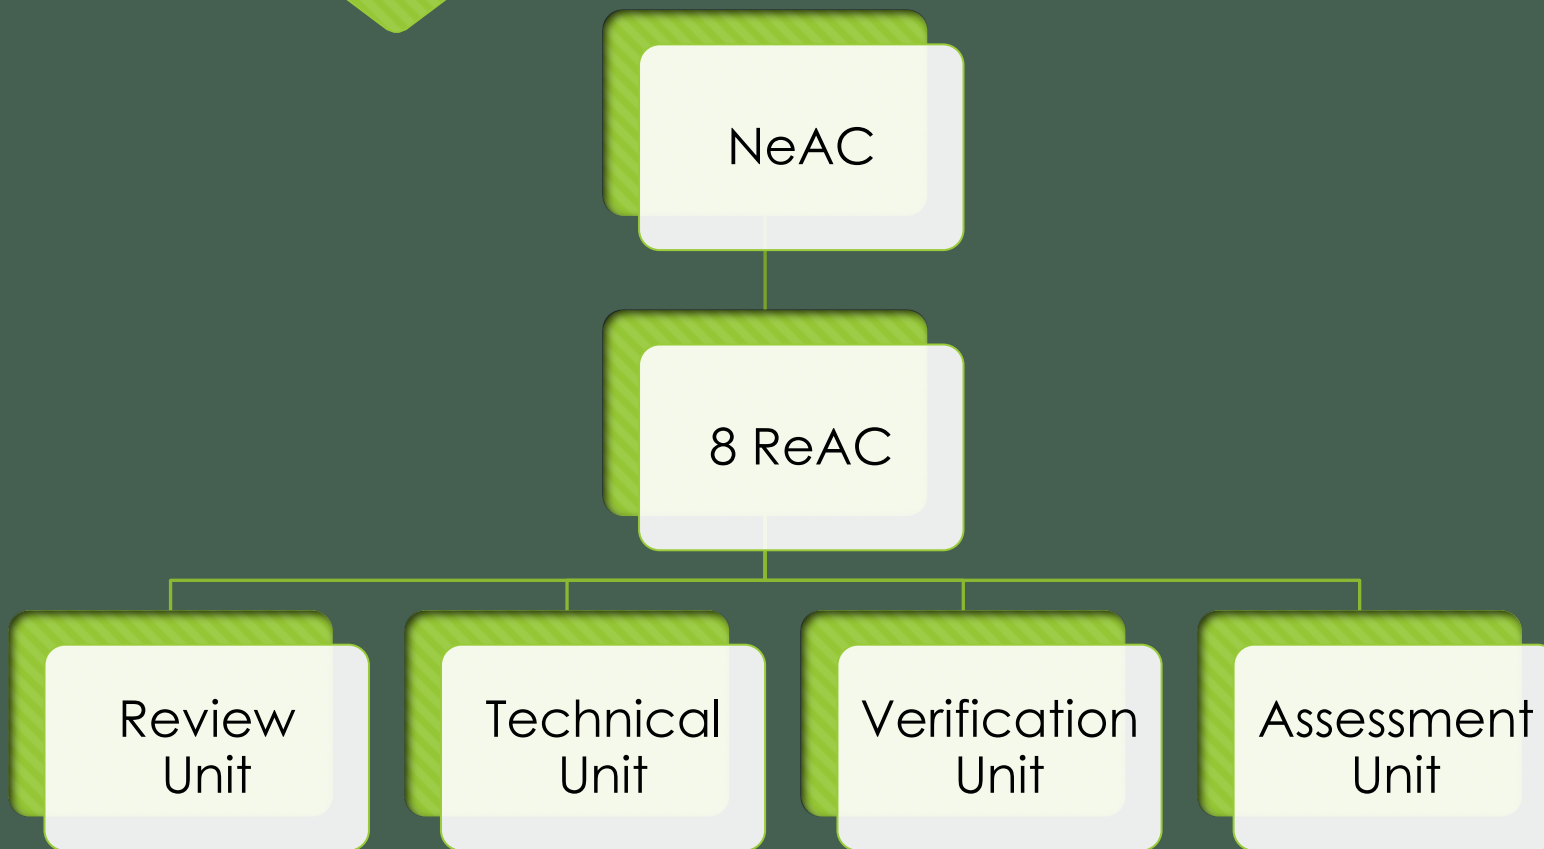 NeAC
8 ReAC
Review
Unit
Technical
Unit
Verification
Unit
Assessment
Unit